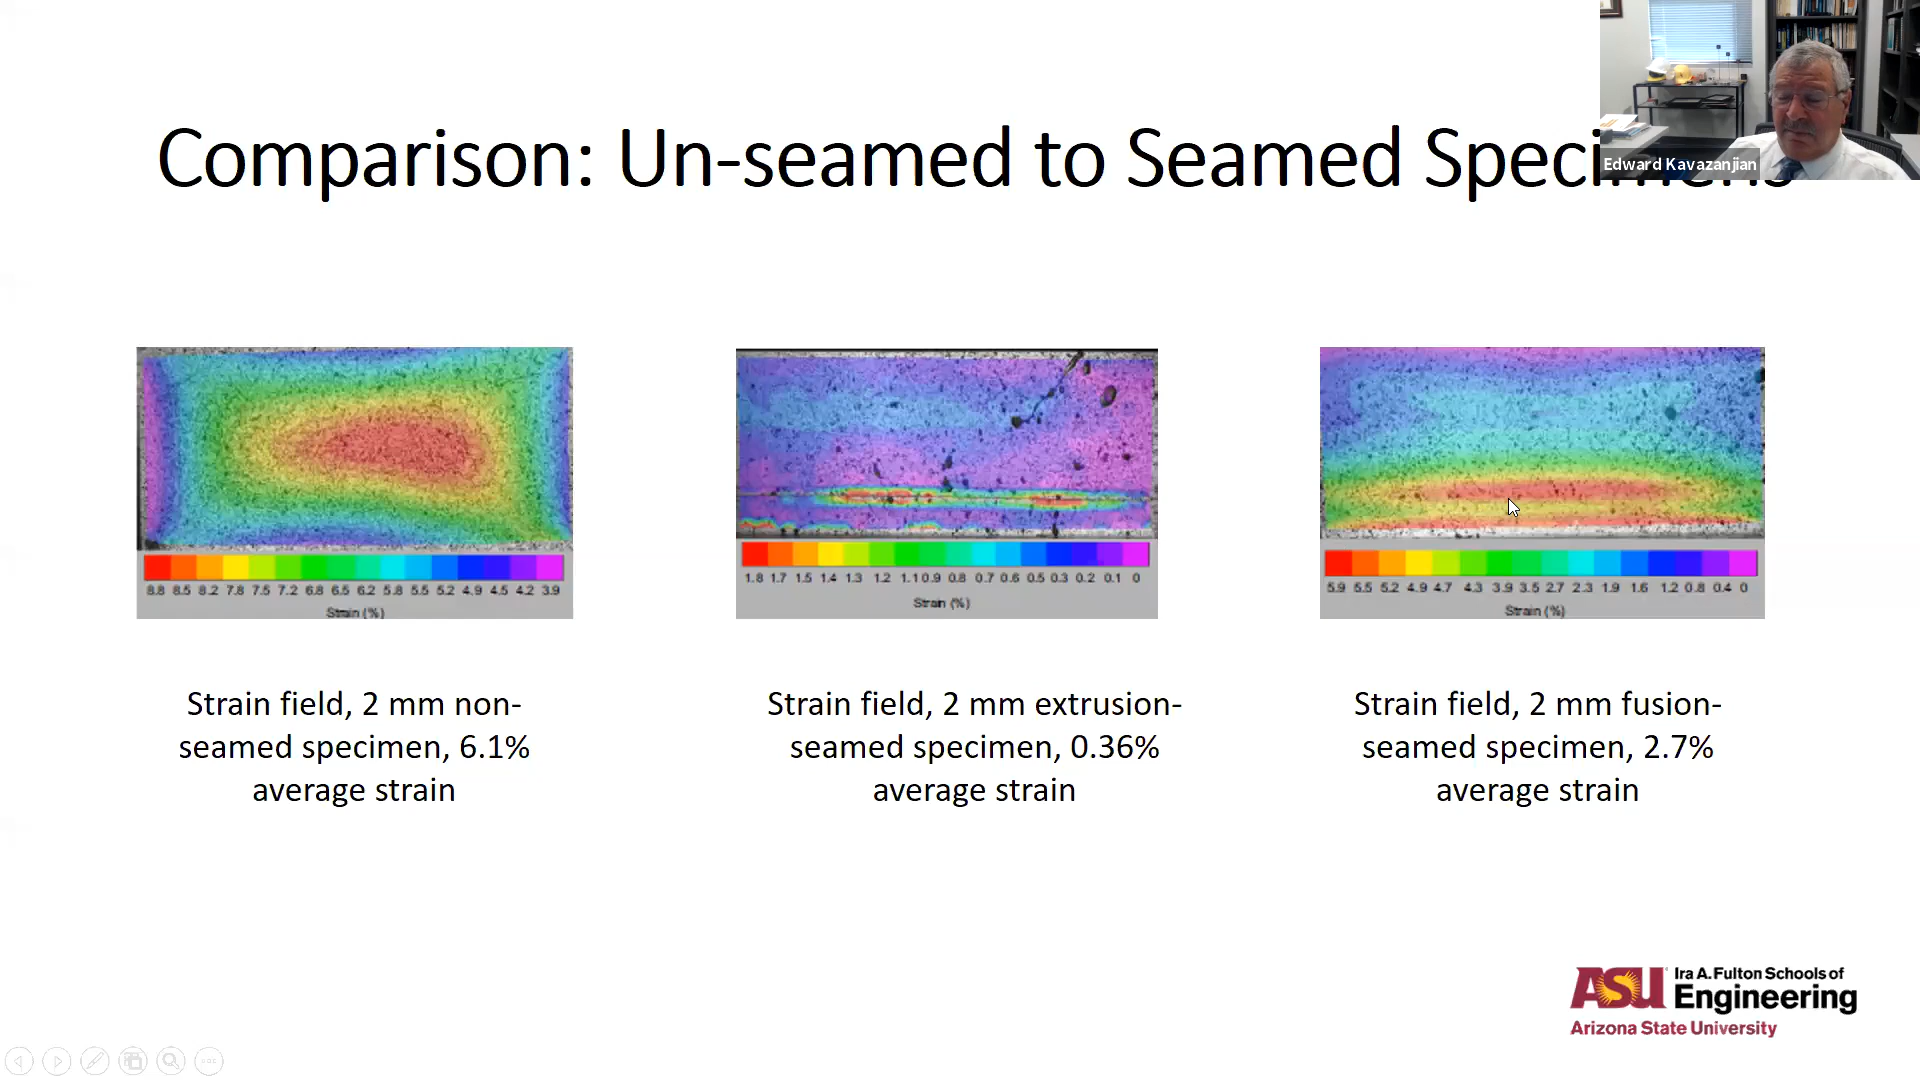 Comparison: Un-seamed to Seamed Specimens
Edward Kavazanjian
8.8 8.5 8.2 7.8 7.5 7.2 6.8 6.5 6.2 5.8 5.5 5.2 4.9 4.5 4.2 3.9
Strain (%)
1.8 1.7 1.5 1.4 1.3 1.2 1.1 0.9 0.8 0.7 0.6 0.5 0.3 0.2 0.1 0
Strain (%)
5.9 5.5 5.2 4.9 4.7 4.3 3.9 3.5 2.7 2.3 1.9 1.6 1.2 0.8 0.4 0
Strain (%)
Strain field, 2 mm non-
seamed specimen, 6.1%
average strain
Strain field, 2 mm extrusion-
seamed specimen, 0.36%
average strain
Strain field, 2 mm fusion-
seamed specimen, 2.7%
average strain
ASU Ira A. Fulton Schools of
Engineering
Arizona State University